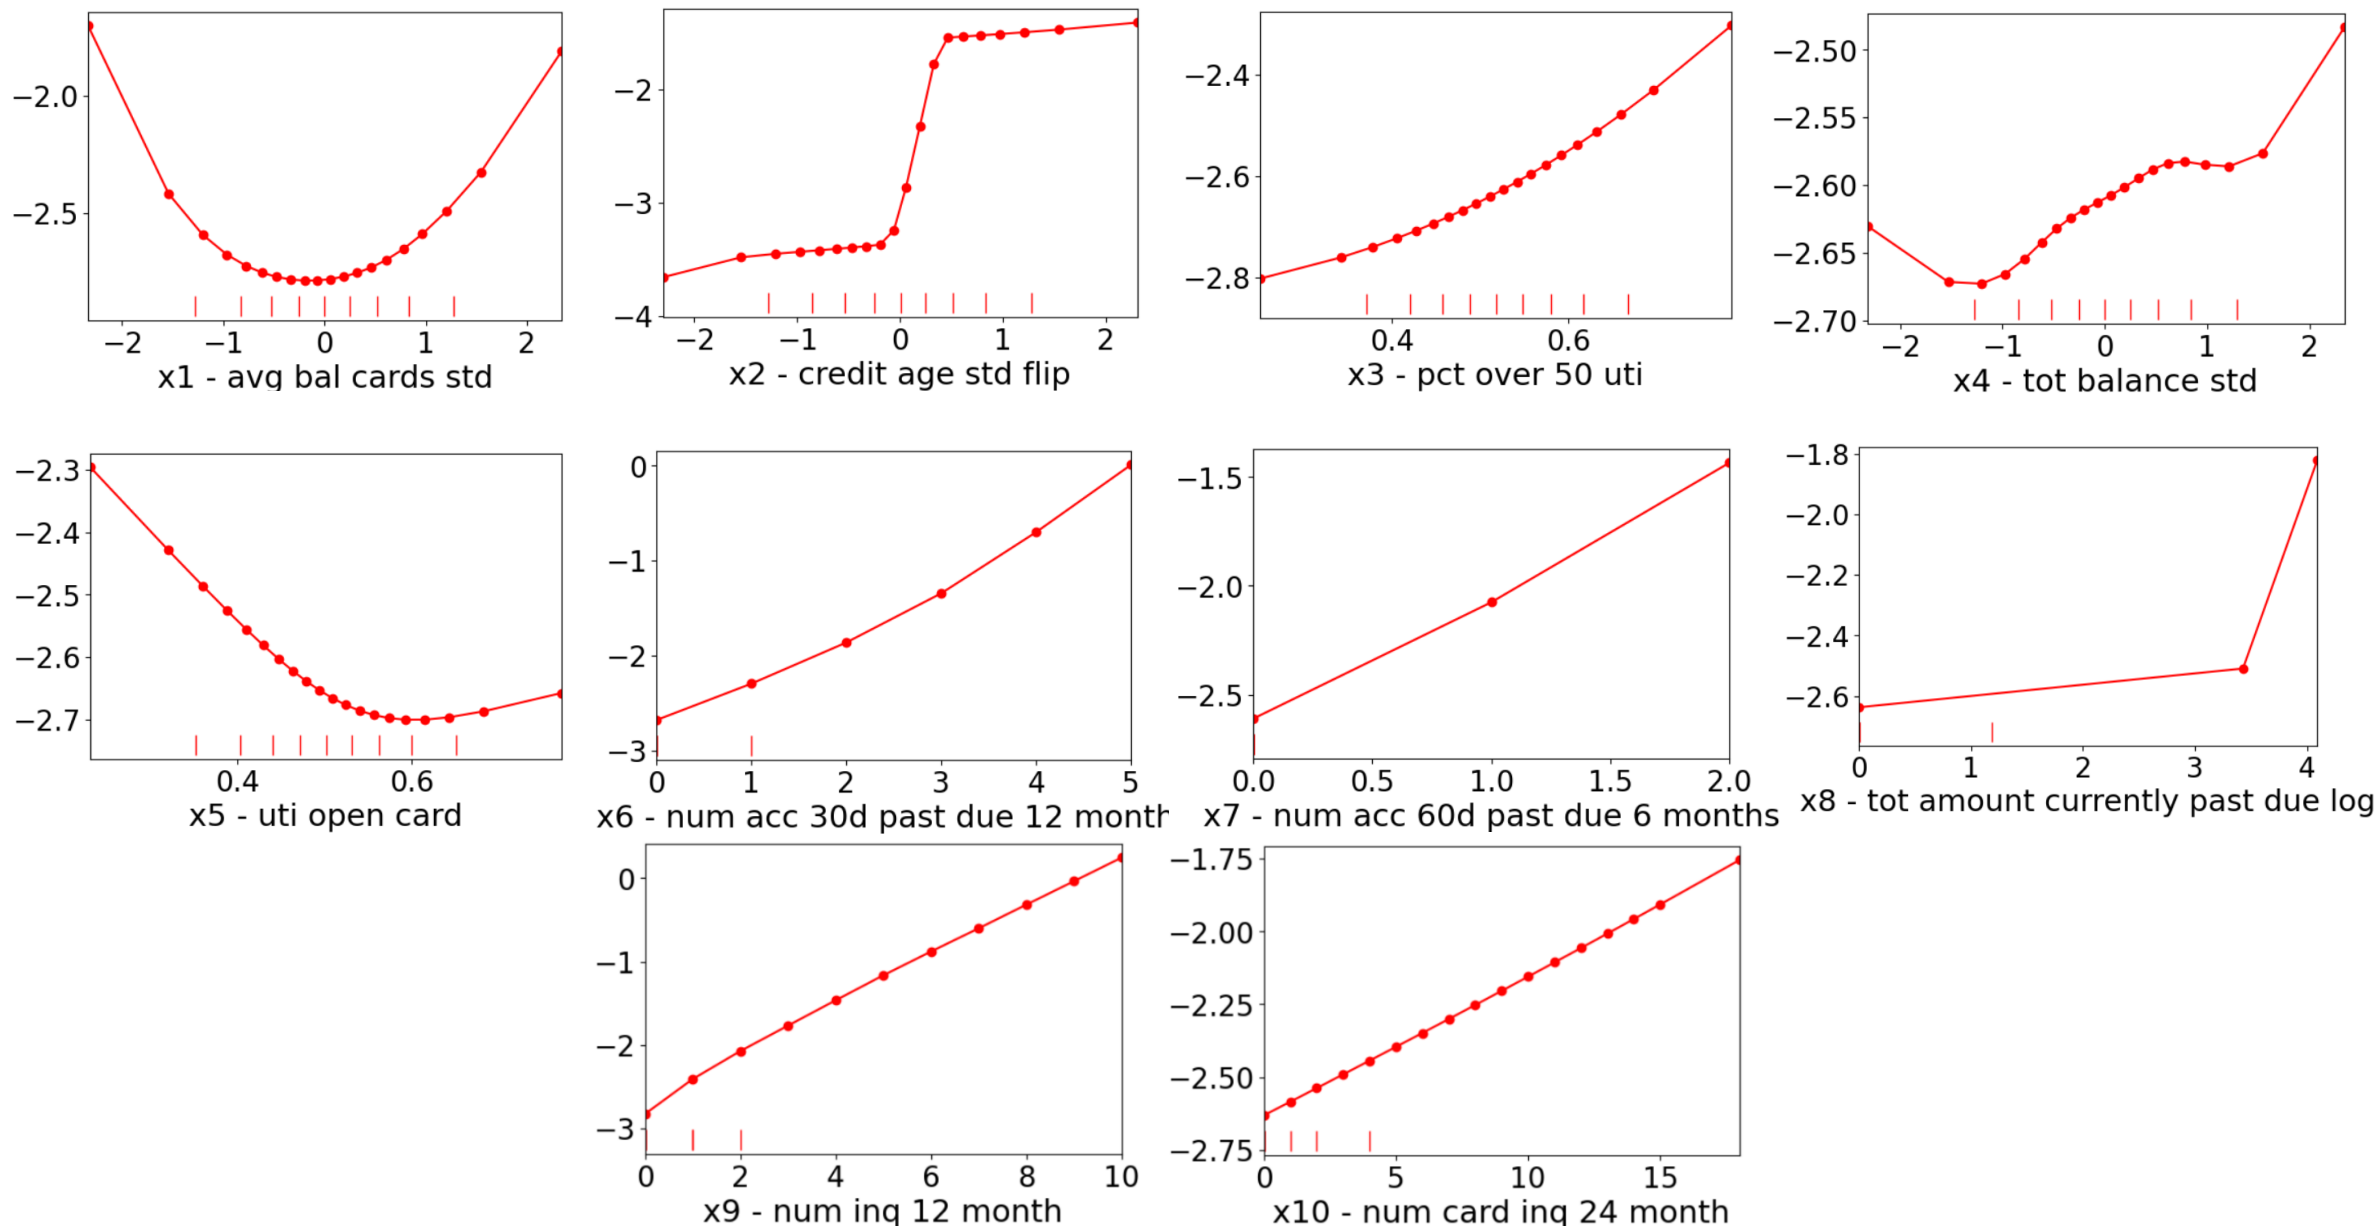 −2.0
−2.5
−2 −1 0 1 2
x1 - avg bal cards std
−2
−3
−4
−2 −1 0 1 2
x2 - credit age std flip
−2.4
−2.6
−2.8
0.4 0.6
x3 - pct over 50 uti
−2.50
−2.55
−2.60
−2.65
−2.70
−2 −1 0 1 2
x4 - tot balance std
−2.3
−2.4
−2.5
−2.6
−2.7
0.4 0.6
x5 - uti open card
0
−1
−2
−3
0 1 2 3 4 5
x6 - num acc 30d past due 12 month
−1.5
−2.0
−2.5
0.0 0.5 1.0 1.5 2.0
x7 - num acc 60d past due 6 months
−1.8
−2.0
−2.2
−2.4
−2.6
0 1 2 3 4
x8 - tot amount currently past due log
0
−1
−2
−3
0 2 4 6 8 10
x9 - num inq 12 month
−1.75
−2.00
−2.25
−2.50
−2.75
0 5 10 15
x10 - num card inq 24 month